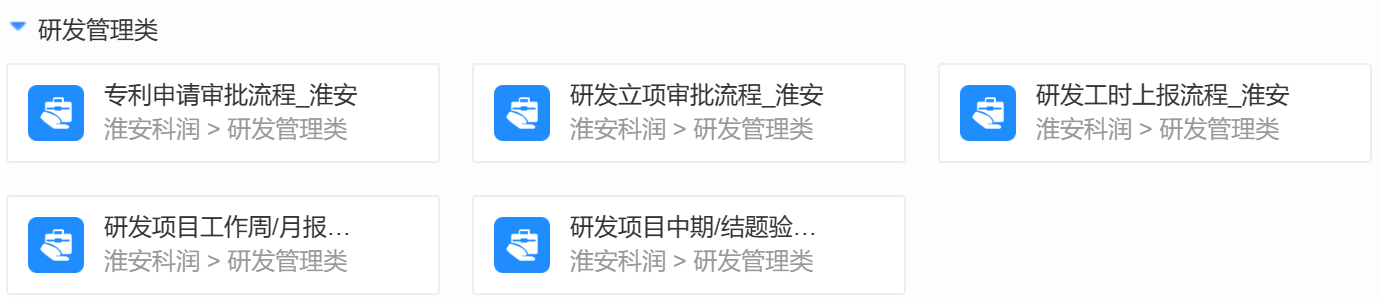 研发管理类
专利申请审批流程_淮安
淮安科润 > 研发管理类
研发立项审批流程_淮安
淮安科润 > 研发管理类
研发工时上报流程_淮安
淮安科润 > 研发管理类
研发项目工作周/月报...
淮安科润 > 研发管理类
研发项目中期/结题验...
淮安科润 > 研发管理类